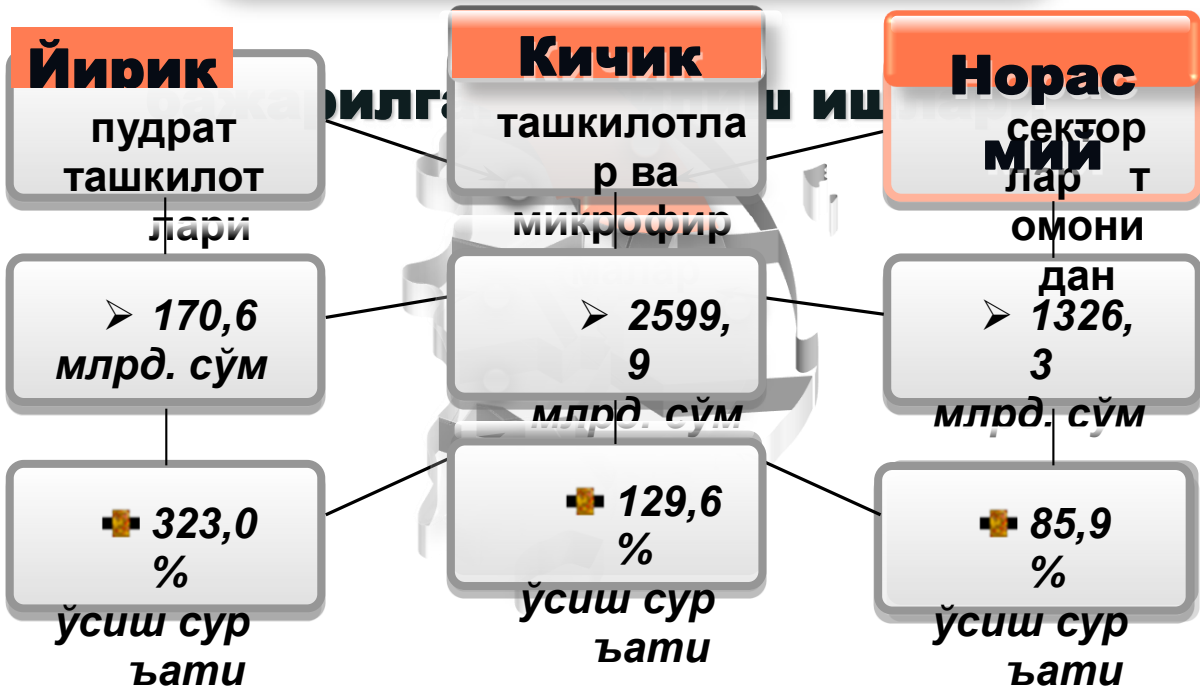 Йирик
пудрат
ташкилот
лари
Кичик
ташкилотла
р ва
микрофир
Норас
мий
сектор
лар т
омони
дан
➢ 170,6
млрд. сўм
➢ 2599,
9
млрд. сўм
➢ 1326,
3
млрд. сўм
323,0
%
ўсиш сур
ъати
129,6
%
ўсиш сур
ъати
85,9
%
ўсиш сур
ъати